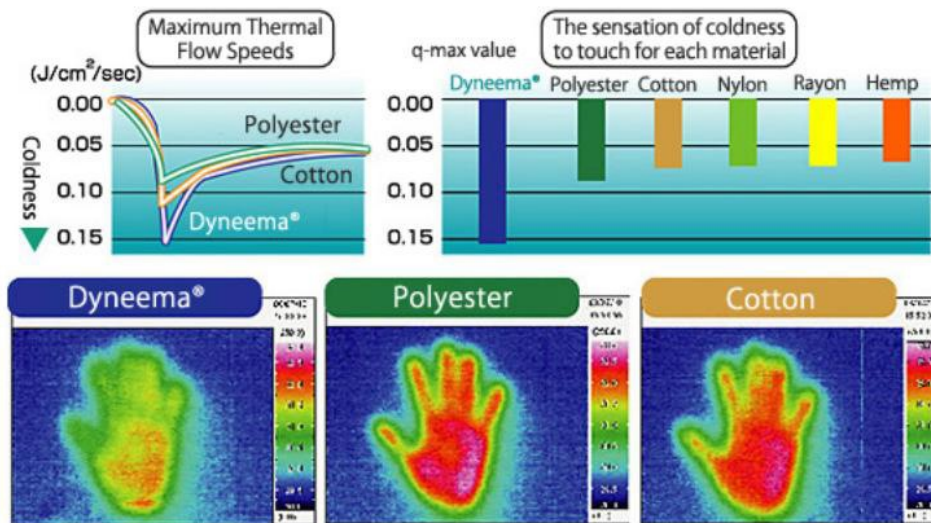 Maximum Thermal
Flow Speeds
(J/cm²/sec)
0.00
0.05
0.10
0.15
Coldness
Polyester
Cotton
Dyneema®
The sensation of coldness
to touch for each material
q-max value
Dyneema®
Polyester
Cotton
Nylon
Rayon
Hemp
0.00
0.05
0.10
0.15
Dyneema®
Polyester
Cotton